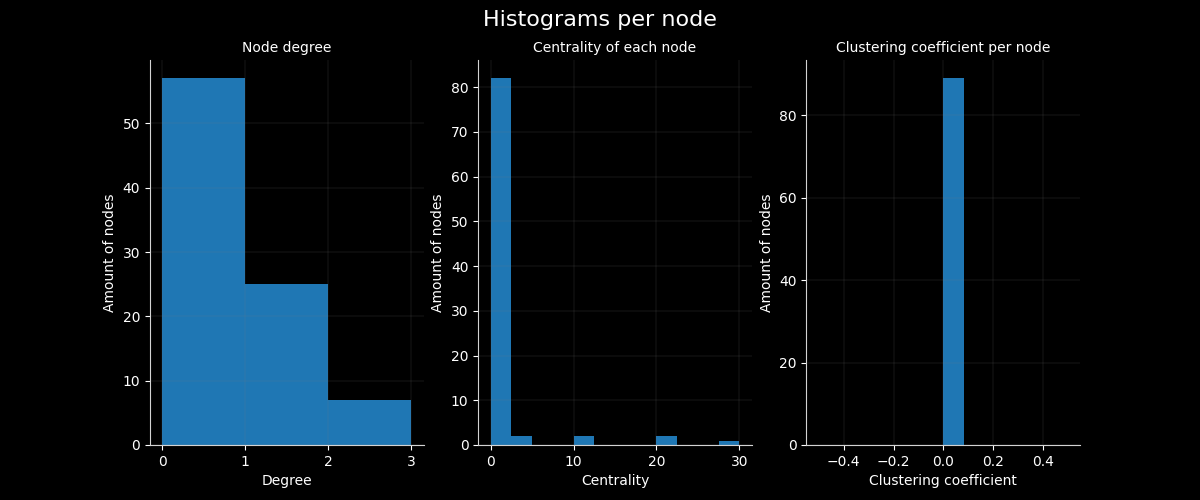 Histograms per node
Node degree
Amount of nodes
50
40
30
20
10
0
0 1 2 3
Degree
Centrality of each node
Amount of nodes
80
70
60
50
40
30
20
10
0
0 10 20 30
Centrality
Clustering coefficient per node
Amount of nodes
80
60
40
20
0
−0.4 −0.2 0.0 0.2 0.4
Clustering coefficient